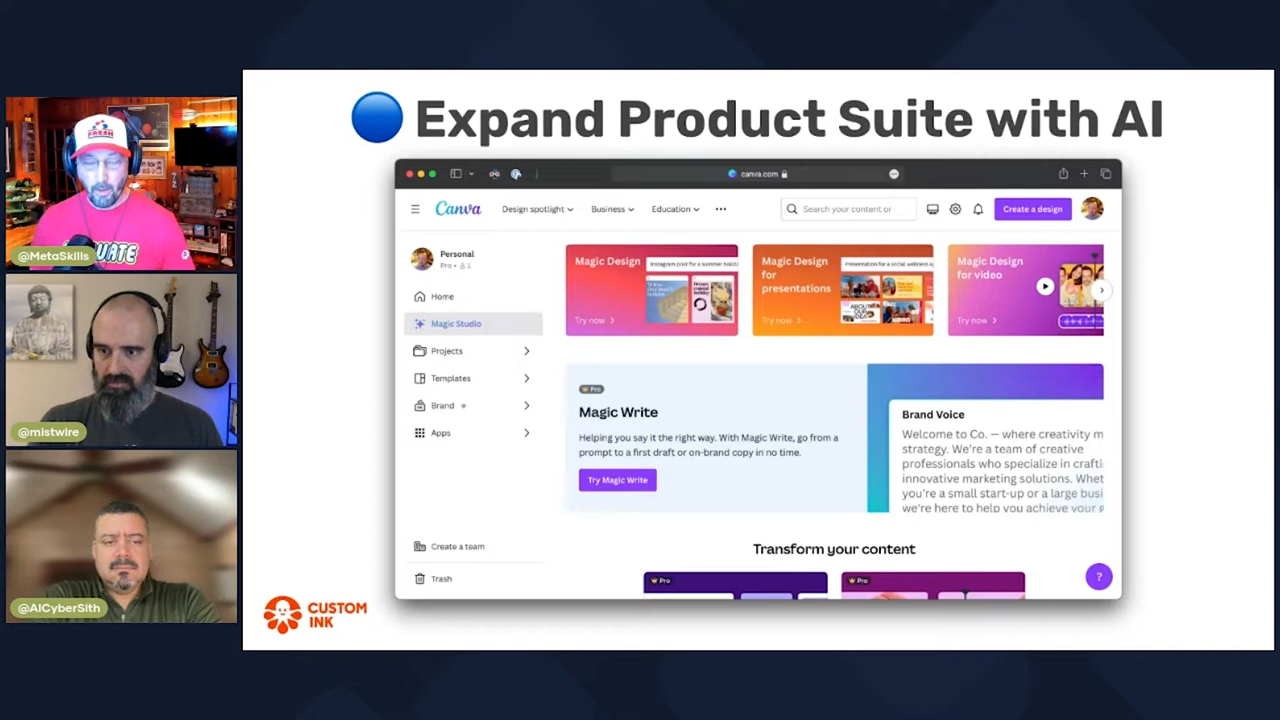 Expand Product Suite with AI
canva.com
Canva
Design spotlight
Business
Education
Search your content or
Create a design
Personal
Pro • 1
Home
Magic Studio
Projects
Templates
Brand
Apps
Create a team
Trash
Magic Design
Try now
Magic Design
for
presentations
Try now
Magic Design
for video
Try now
Pro
Magic Write
Helping you say it the right way. With Magic Write, go from a
prompt to a first draft or on-brand copy in no time.
Try Magic Write
Brand Voice
Welcome to Co. — where creativity m
strategy. We're a team of creative
professionals who specialize in crafti
innovative marketing solutions. Whet
you're a small start-up or a large busi
we're here to help you achieve your g
Transform your content
Pro
Pro
?
CUSTOM
INK
FRESH
@MetaSkills
@mistwire
@AICyberSith